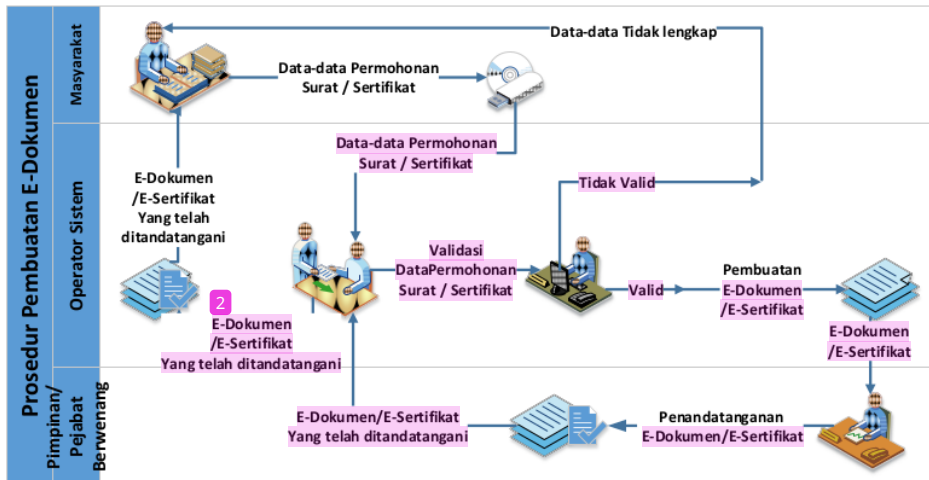 Prosedur Pembuatan E-Dokumen
Masyarakat
Operator Sistem
Pimpinan/
Pejabat
Berwenang
Data-data Tidak lengkap
Data-data Permohonan
Surat / Sertifikat
Data-data Permohonan
Surat / Sertifikat
E-Dokumen
/E-Sertifikat
Yang telah
ditandatangani
Tidak Valid
Validasi
DataPermohonan
Surat / Sertifikat
Valid
Pembuatan
E-Dokumen
/E-Sertifikat
2
E-Dokumen
/E-Sertifikat
Yang telah ditandatangani
E-Dokumen
/E-Sertifikat
E-Dokumen/E-Sertifikat
Yang telah ditandatangani
Penandatanganan
E-Dokumen/E-Sertifikat